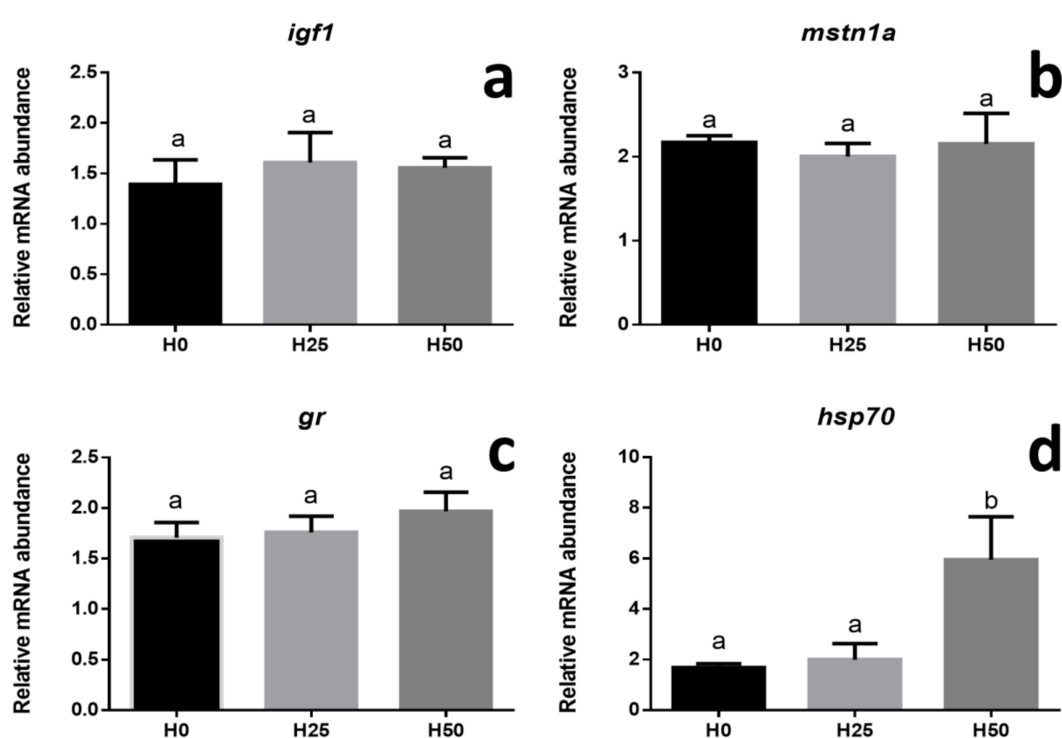 igf1
a
Relative mRNA abundance
2.5
2.0
1.5
1.0
0.5
0.0
a
a
a
H0
H25
H50
mstn1a
b
Relative mRNA abundance
3
2
1
0
a
a
a
H0
H25
H50
gr
c
Relative mRNA abundance
2.5
2.0
1.5
1.0
0.5
0.0
a
a
a
H0
H25
H50
hsp70
d
Relative mRNA abundance
10
8
6
4
2
0
a
a
b
H0
H25
H50